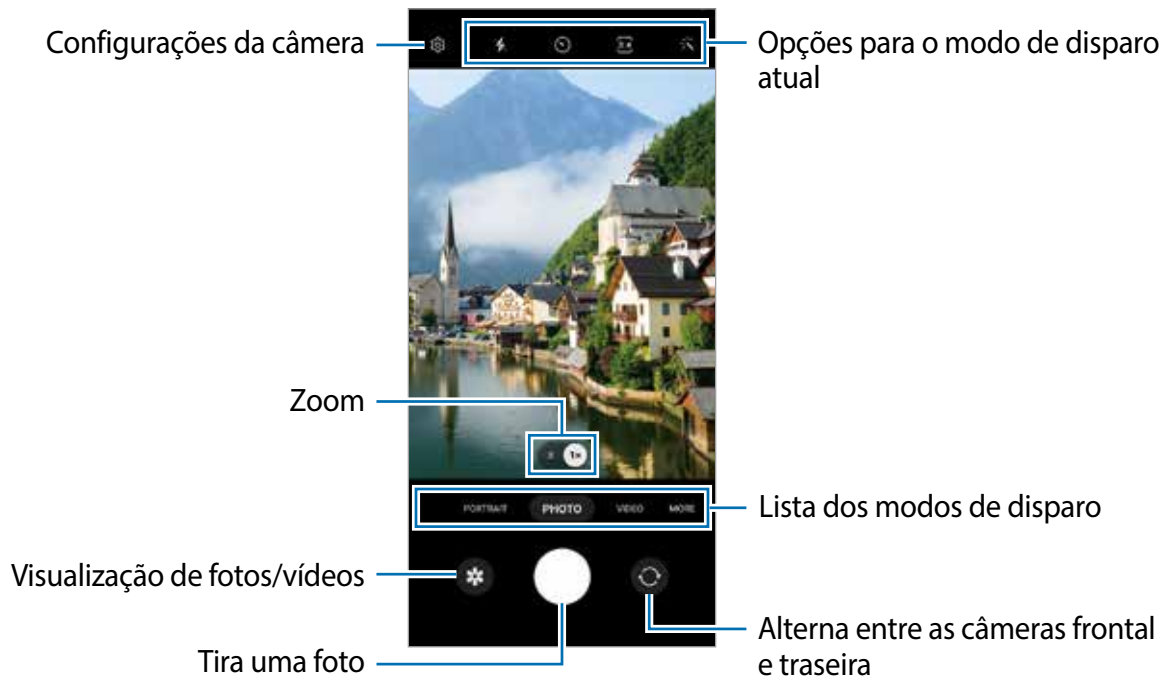 Configurações da câmera
Opções para o modo de disparo
atual
Zoom
1x
PORTRAIT
PHOTO
VIDEO
MORE
Lista dos modos de disparo
Visualização de fotos/vídeos
Tira uma foto
Alterna entre as câmeras frontal
e traseira